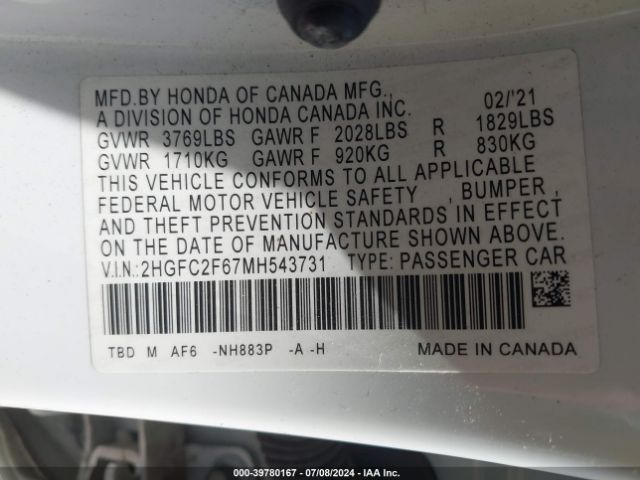 MFD.BY HONDA OF CANADA MFG., 02/'21
A DIVISION OF HONDA CANADA INC.
GVWR 3769LBS GAWR F 2028LBS R 1829LBS
GVWR 1710KG GAWR F 920KG R 830KG
THIS VEHICLE CONFORMS TO ALL APPLICABLE
FEDERAL MOTOR VEHICLE SAFETY , BUMPER ,
AND THEFT PREVENTION STANDARDS IN EFFECT
ON THE DATE OF MANUFACTURE SHOWN ABOVE.
V.I.N.:2HGFC2F67MH543731 TYPE: PASSENGER CAR
TBD M AF6 -NH883P -A -H MADE IN CANADA
000-39780167 / 07/08/2024 - IAA Inc.